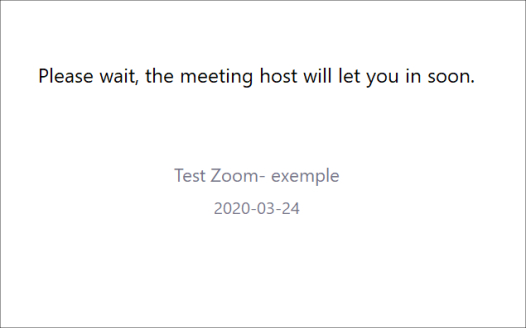 Please wait, the meeting host will let you in soon.
Test Zoom- exemple
2020-03-24